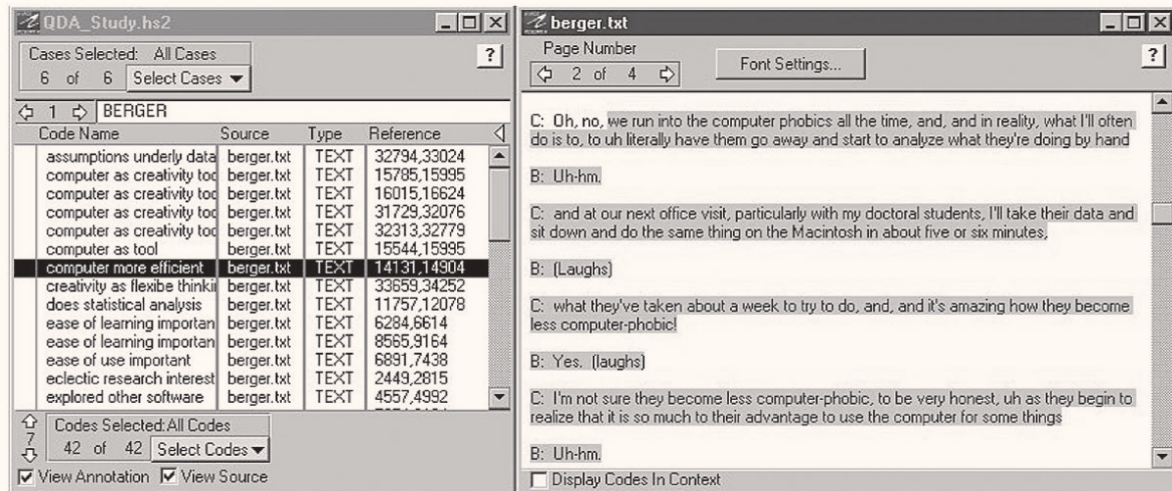 QDA_Study.hs2
Cases Selected: All Cases
6 of 6 Select Cases
?
1 BERGER
Code Name Source Type Reference
assumptions underly data berger.txt TEXT 32794,33024
computer as creativity too berger.txt TEXT 15785,15995
computer as creativity too berger.txt TEXT 16015,16624
computer as creativity too berger.txt TEXT 31729,32076
computer as creativity too berger.txt TEXT 32313,32779
computer as tool berger.txt TEXT 15544,15995
computer more efficient berger.txt TEXT 14131,14904
creativity as flexibe thinkin berger.txt TEXT 33659,34252
does statistical analysis berger.txt TEXT 11757,12078
ease of learning importan berger.txt TEXT 6284,6614
ease of learning importan berger.txt TEXT 8565,9164
ease of use important berger.txt TEXT 6891,7438
eclectic research interest berger.txt TEXT 2449,2815
explored other software berger.txt TEXT 4557,4992
Codes Selected:All Codes
7
42 of 42 Select Codes
View Annotation View Source
berger.txt
Page Number
2 of 4
Font Settings...
?
C: Oh, no, we run into the computer phobics all the time, and, and in reality, what I'll often
do is to, to uh literally have them go away and start to analyze what they're doing by hand
B: Uh-hm.
C: and at our next office visit, particularly with my doctoral students, I'll take their data and
sit down and do the same thing on the Macintosh in about five or six minutes,
B: (Laughs)
C: what they've taken about a week to try to do, and, and it's amazing how they become
less computer-phobic!
B: Yes. (laughs)
C: I'm not sure they become less computer-phobic, to be very honest, uh as they begin to
realize that it is so much to their advantage to use the computer for some things
B: Uh-hm.
Display Codes In Context